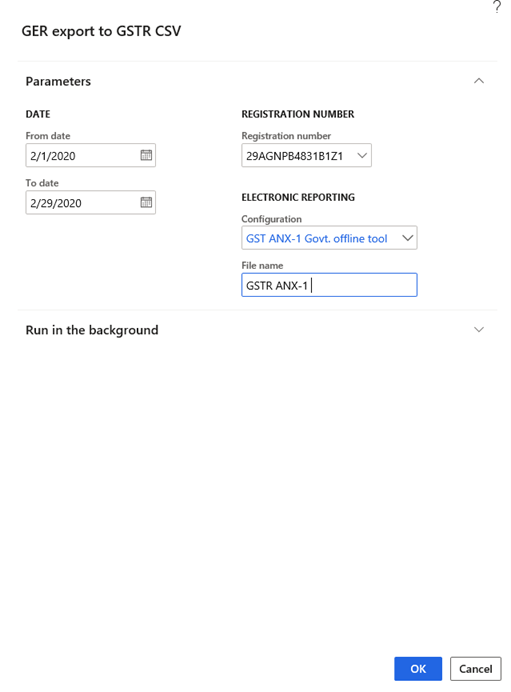 ?
GER export to GSTR CSV
Parameters
DATE
From date
2/1/2020
To date
2/29/2020
REGISTRATION NUMBER
Registration number
29AGNPB4831B1Z1
ELECTRONIC REPORTING
Configuration
GST ANX-1 Govt. offline tool
File name
GSTR ANX-1
Run in the background
OK
Cancel